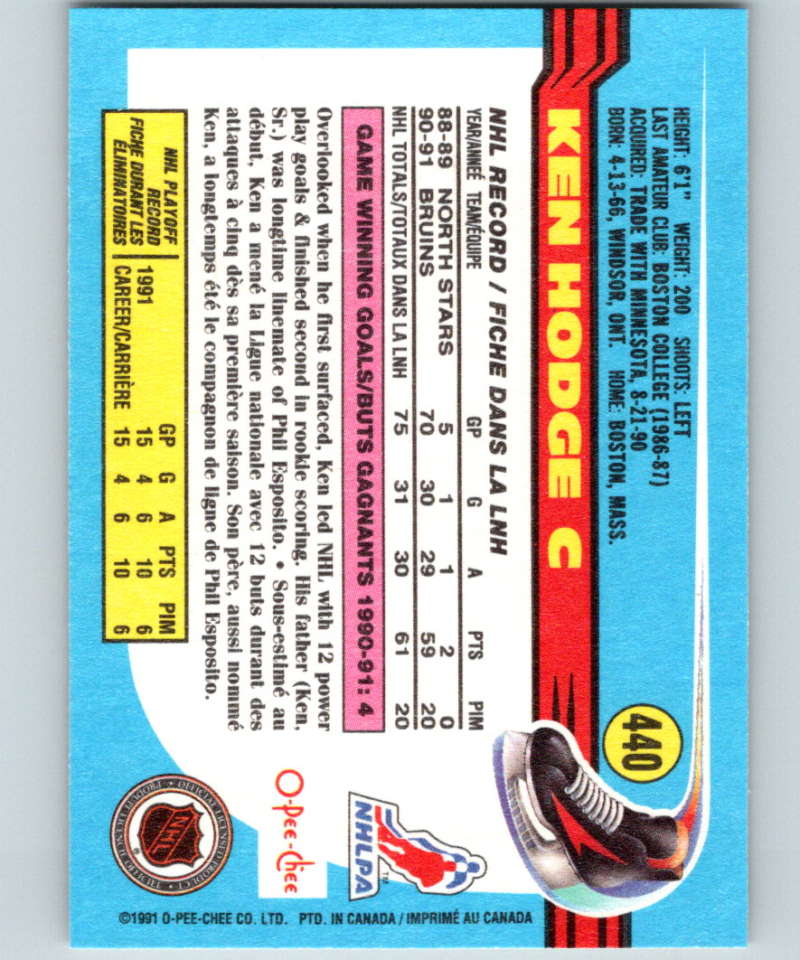 HEIGHT: 6'1" WEIGHT: 200 SHOOTS: LEFT
LAST AMATEUR CLUB: BOSTON COLLEGE (1986-87)
ACQUIRED: TRADE WITH MINNESOTA, 8-21-90
BORN: 4-13-66, WINDSOR, ONT. HOME: BOSTON, MASS.
440
KEN HODGE C
NHL RECORD / FICHE DANS LA LNH
YEAR/ANNEÉ TEAM/ÉQUIPE GP G A PTS PIM
88-89 NORTH STARS 5 1 1 2 0
90-91 BRUINS 70 30 29 59 20
NHL TOTALS/TOTAUX DANS LA LNH 75 31 30 61 20
GAME WINNING GOALS/BUTS GAGNANTS 1990-91: 4
Overlooked when he first surfaced, Ken led NHL with 12 power
play goals & finished second in rookie scoring. His father (Ken,
Sr.) was longtime linemate of Phil Esposito. • Sous-estimé au
début, Ken a mené la Ligue nationale avec 12 buts durant des
attaques à cinq dès sa première saison. Son père, aussi nommé
Ken, a longtemps été le compagnon de ligne de Phil Esposito.
NHL PLAYOFF
RECORD
FICHE DURANT LES
ÉLIMINATOIRES
GP G A PTS PIM
1991 15 4 6 10 6
CAREER/CARRIÈRE 15 4 6 10 6
NHLPA
TM
O-Pee-Chee
NHL
• OFFICIAL LICENSED PRODUCT •
PRODUIT LICENCIÉ OFFICIEL
©1991 O-PEE-CHEE CO. LTD. PTD. IN CANADA / IMPRIMÉ AU CANADA